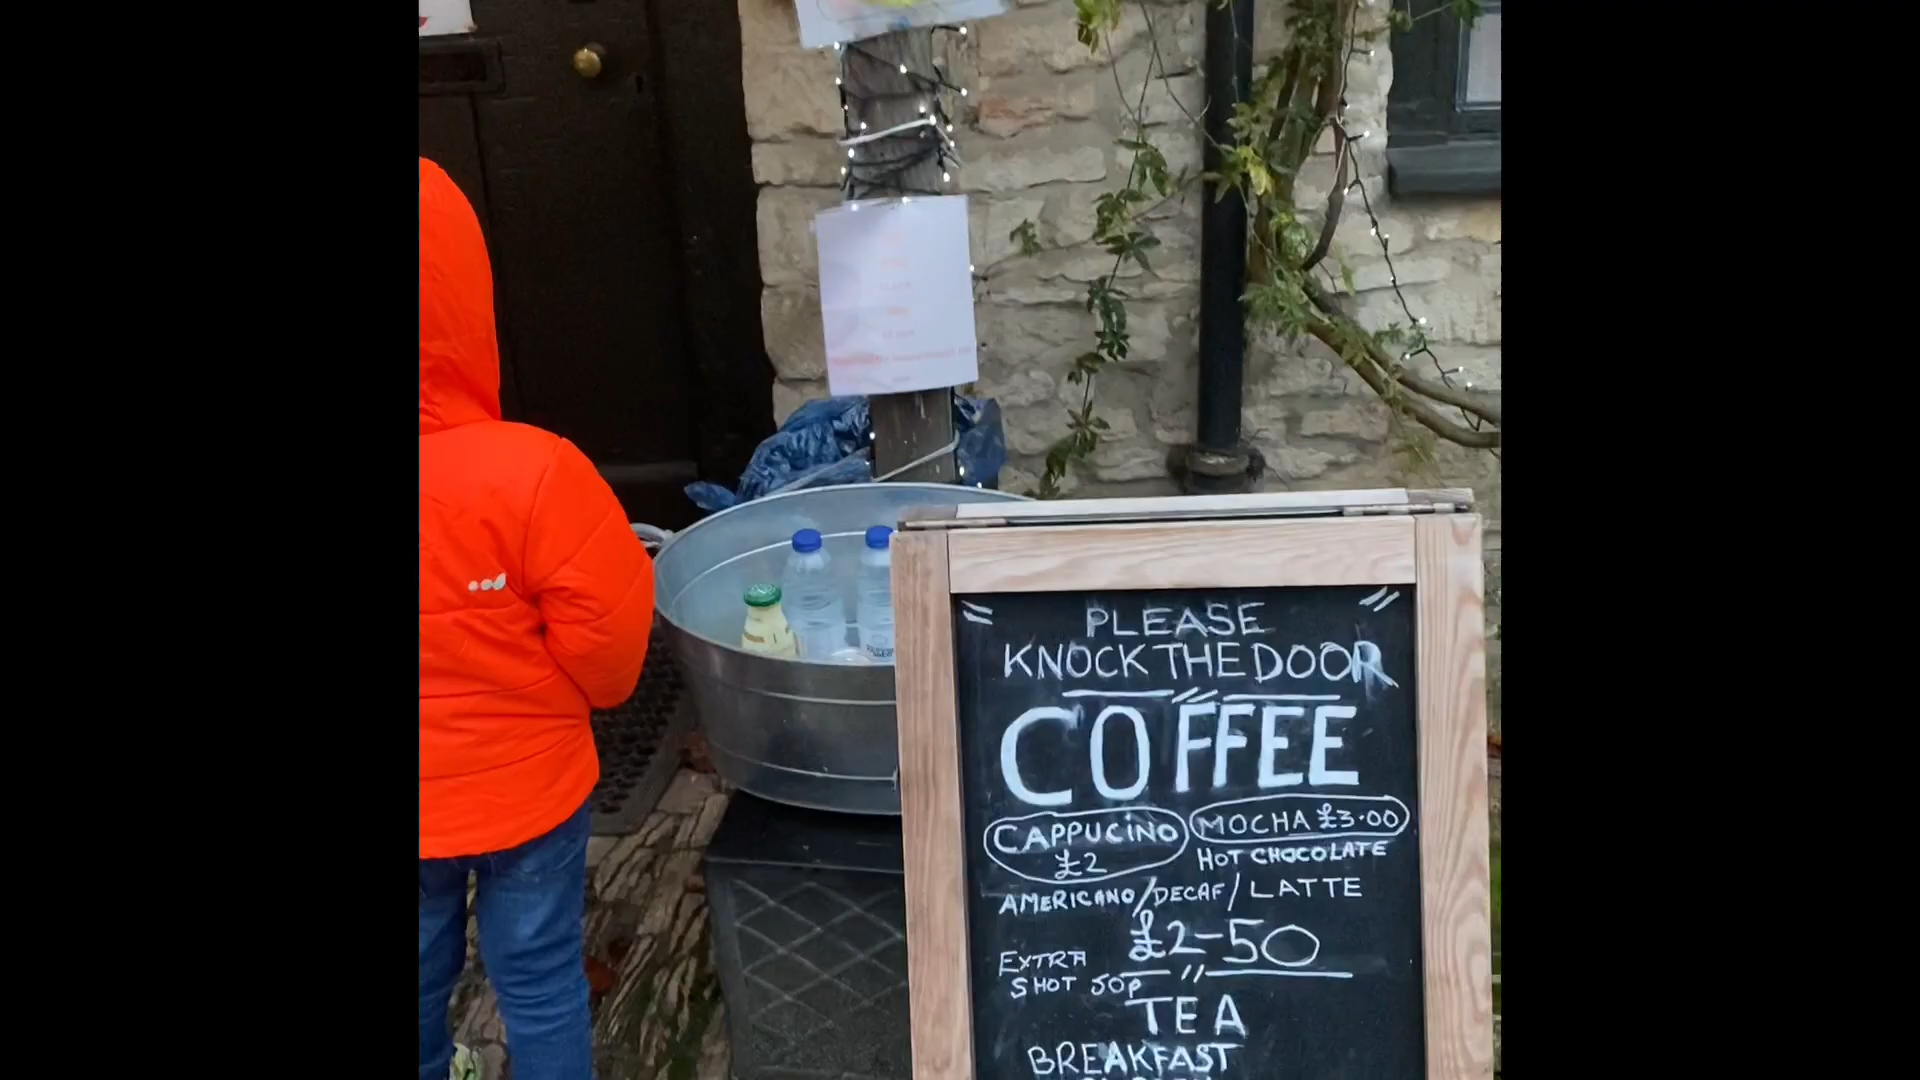 PLEASE
KNOCK THE DOOR
COFFEE
CAPPUCINO
£2
MOCHA £3.00
HOT CHOCOLATE
AMERICANO/DECAF/LATTE
£2-50
EXTRA
SHOT 50p
TEA
BREAKFAST